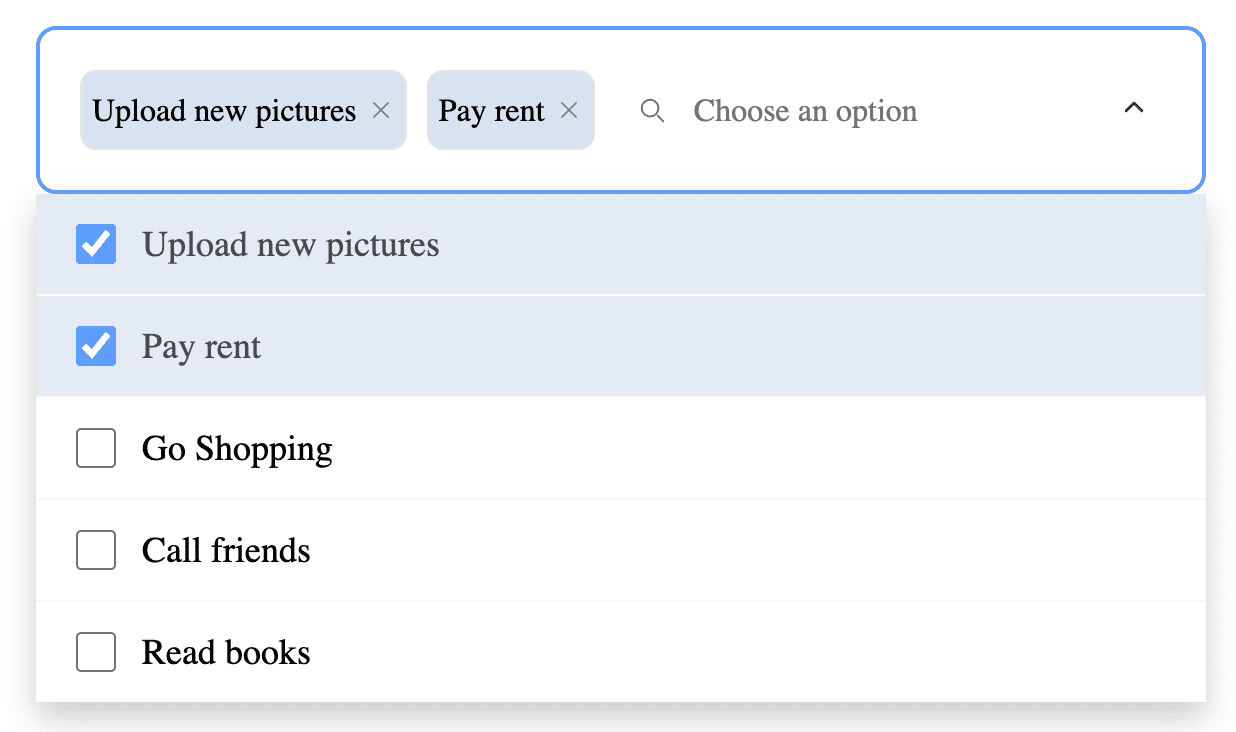 Upload new pictures Pay rent Choose an option
Upload new pictures
Pay rent
Go Shopping
Call friends
Read books